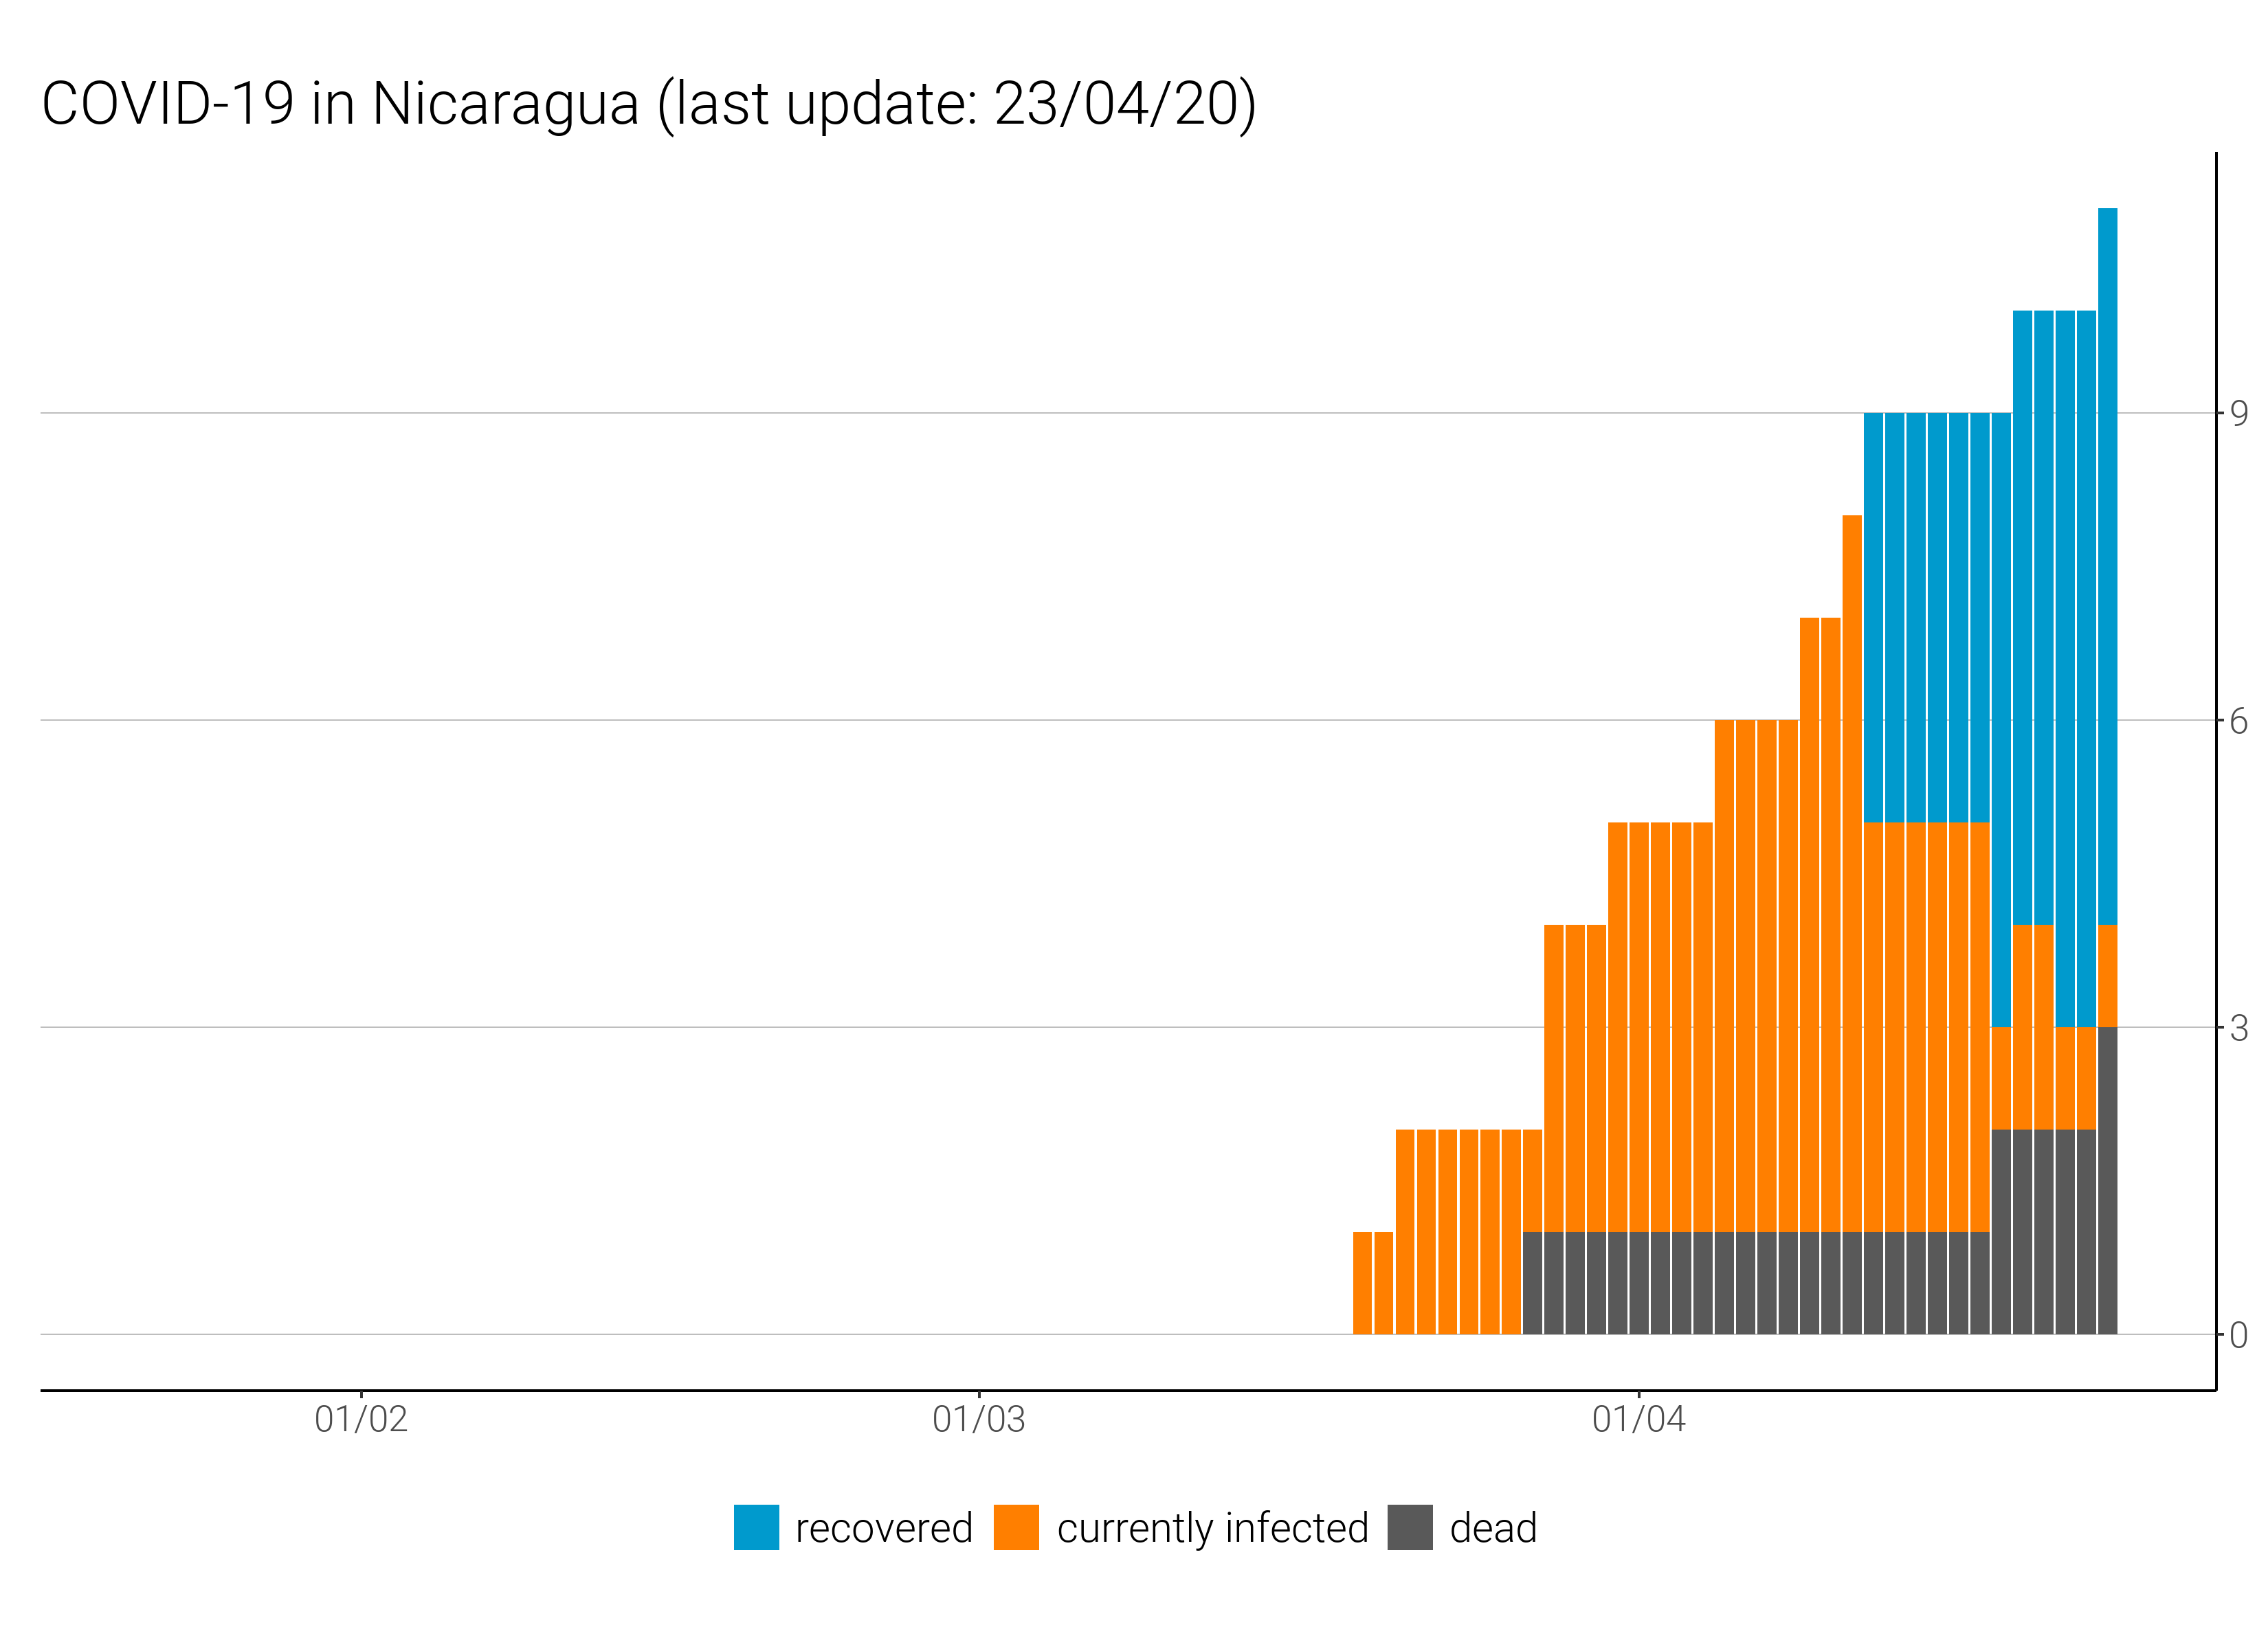 COVID-19 in Nicaragua (last update: 23/04/20)
9
6
3
0
01/02 01/03 01/04
recovered currently infected dead